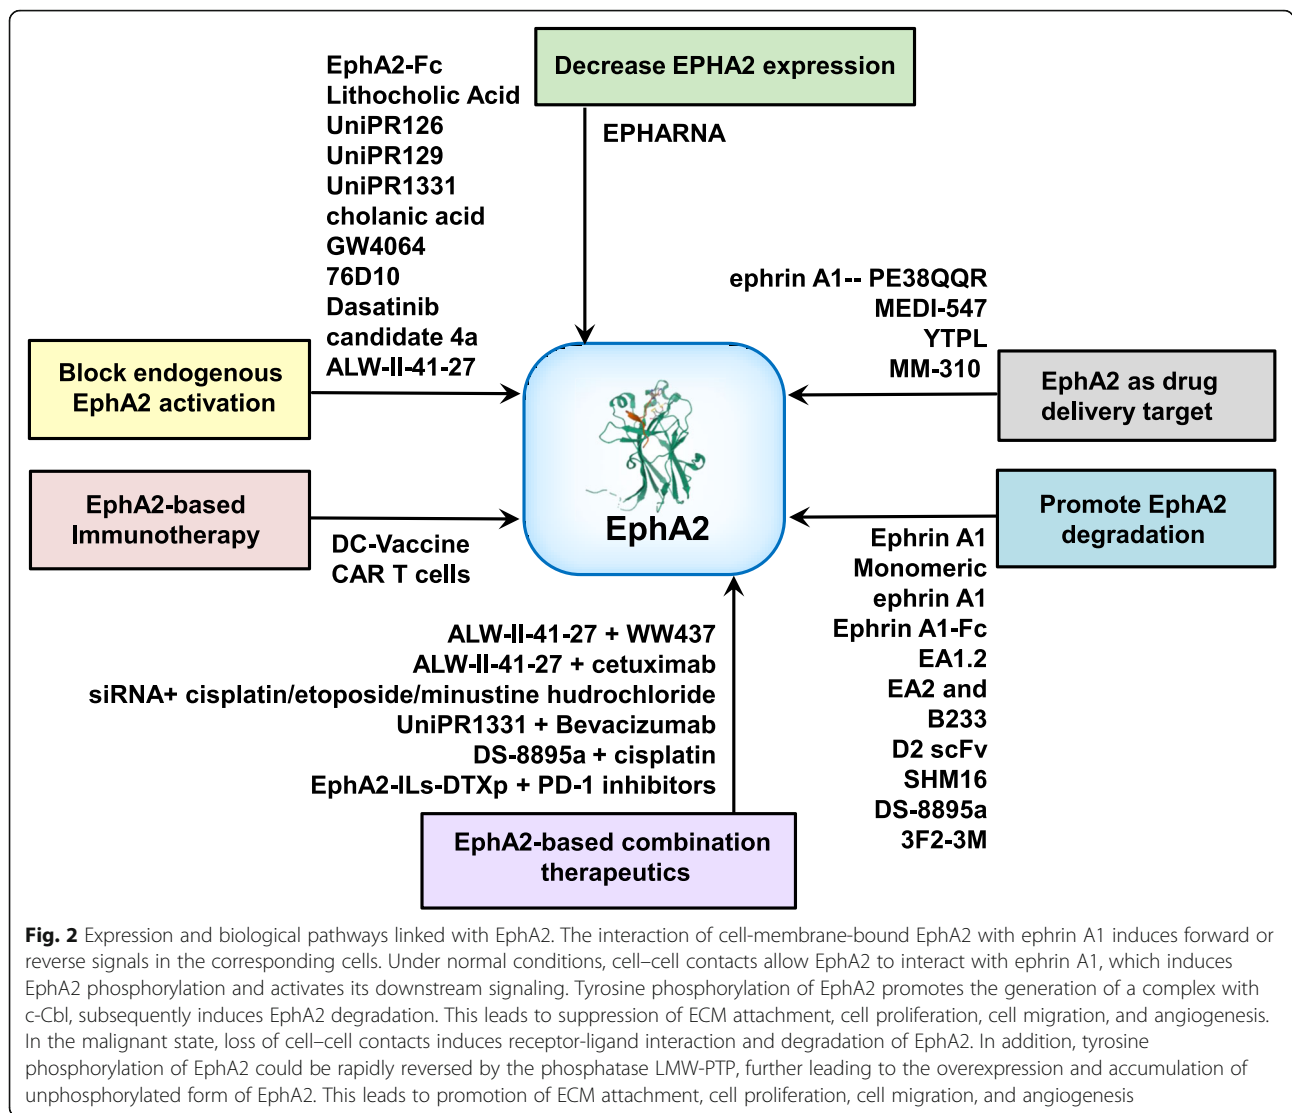 Decrease EPHA2 expression
EPHARNA
EphA2-Fc
Lithocholic Acid
UniPR126
UniPR129
UniPR1331
cholanic acid
GW4064
76D10
Dasatinib
candidate 4a
ALW-II-41-27
Block endogenous
EphA2 activation
ephrin A1-- PE38QQR
MEDI-547
YTPL
MM-310
EphA2 as drug
delivery target
EphA2
EphA2-based
Immunotherapy
DC-Vaccine
CAR T cells
Promote EphA2
degradation
Ephrin A1
Monomeric
ephrin A1
Ephrin A1-Fc
EA1.2
EA2 and
B233
D2 scFv
SHM16
DS-8895a
3F2-3M
ALW-II-41-27 + WW437
ALW-II-41-27 + cetuximab
siRNA+ cisplatin/etoposide/minustine hudrochloride
UniPR1331 + Bevacizumab
DS-8895a + cisplatin
EphA2-ILs-DTXp + PD-1 inhibitors
EphA2-based combination
therapeutics
Fig. 2 Expression and biological pathways linked with EphA2. The interaction of cell-membrane-bound EphA2 with ephrin A1 induces forward or
reverse signals in the corresponding cells. Under normal conditions, cell–cell contacts allow EphA2 to interact with ephrin A1, which induces
EphA2 phosphorylation and activates its downstream signaling. Tyrosine phosphorylation of EphA2 promotes the generation of a complex with
c-Cbl, subsequently induces EphA2 degradation. This leads to suppression of ECM attachment, cell proliferation, cell migration, and angiogenesis.
In the malignant state, loss of cell–cell contacts induces receptor-ligand interaction and degradation of EphA2. In addition, tyrosine
phosphorylation of EphA2 could be rapidly reversed by the phosphatase LMW-PTP, further leading to the overexpression and accumulation of
unphosphorylated form of EphA2. This leads to promotion of ECM attachment, cell proliferation, cell migration, and angiogenesis